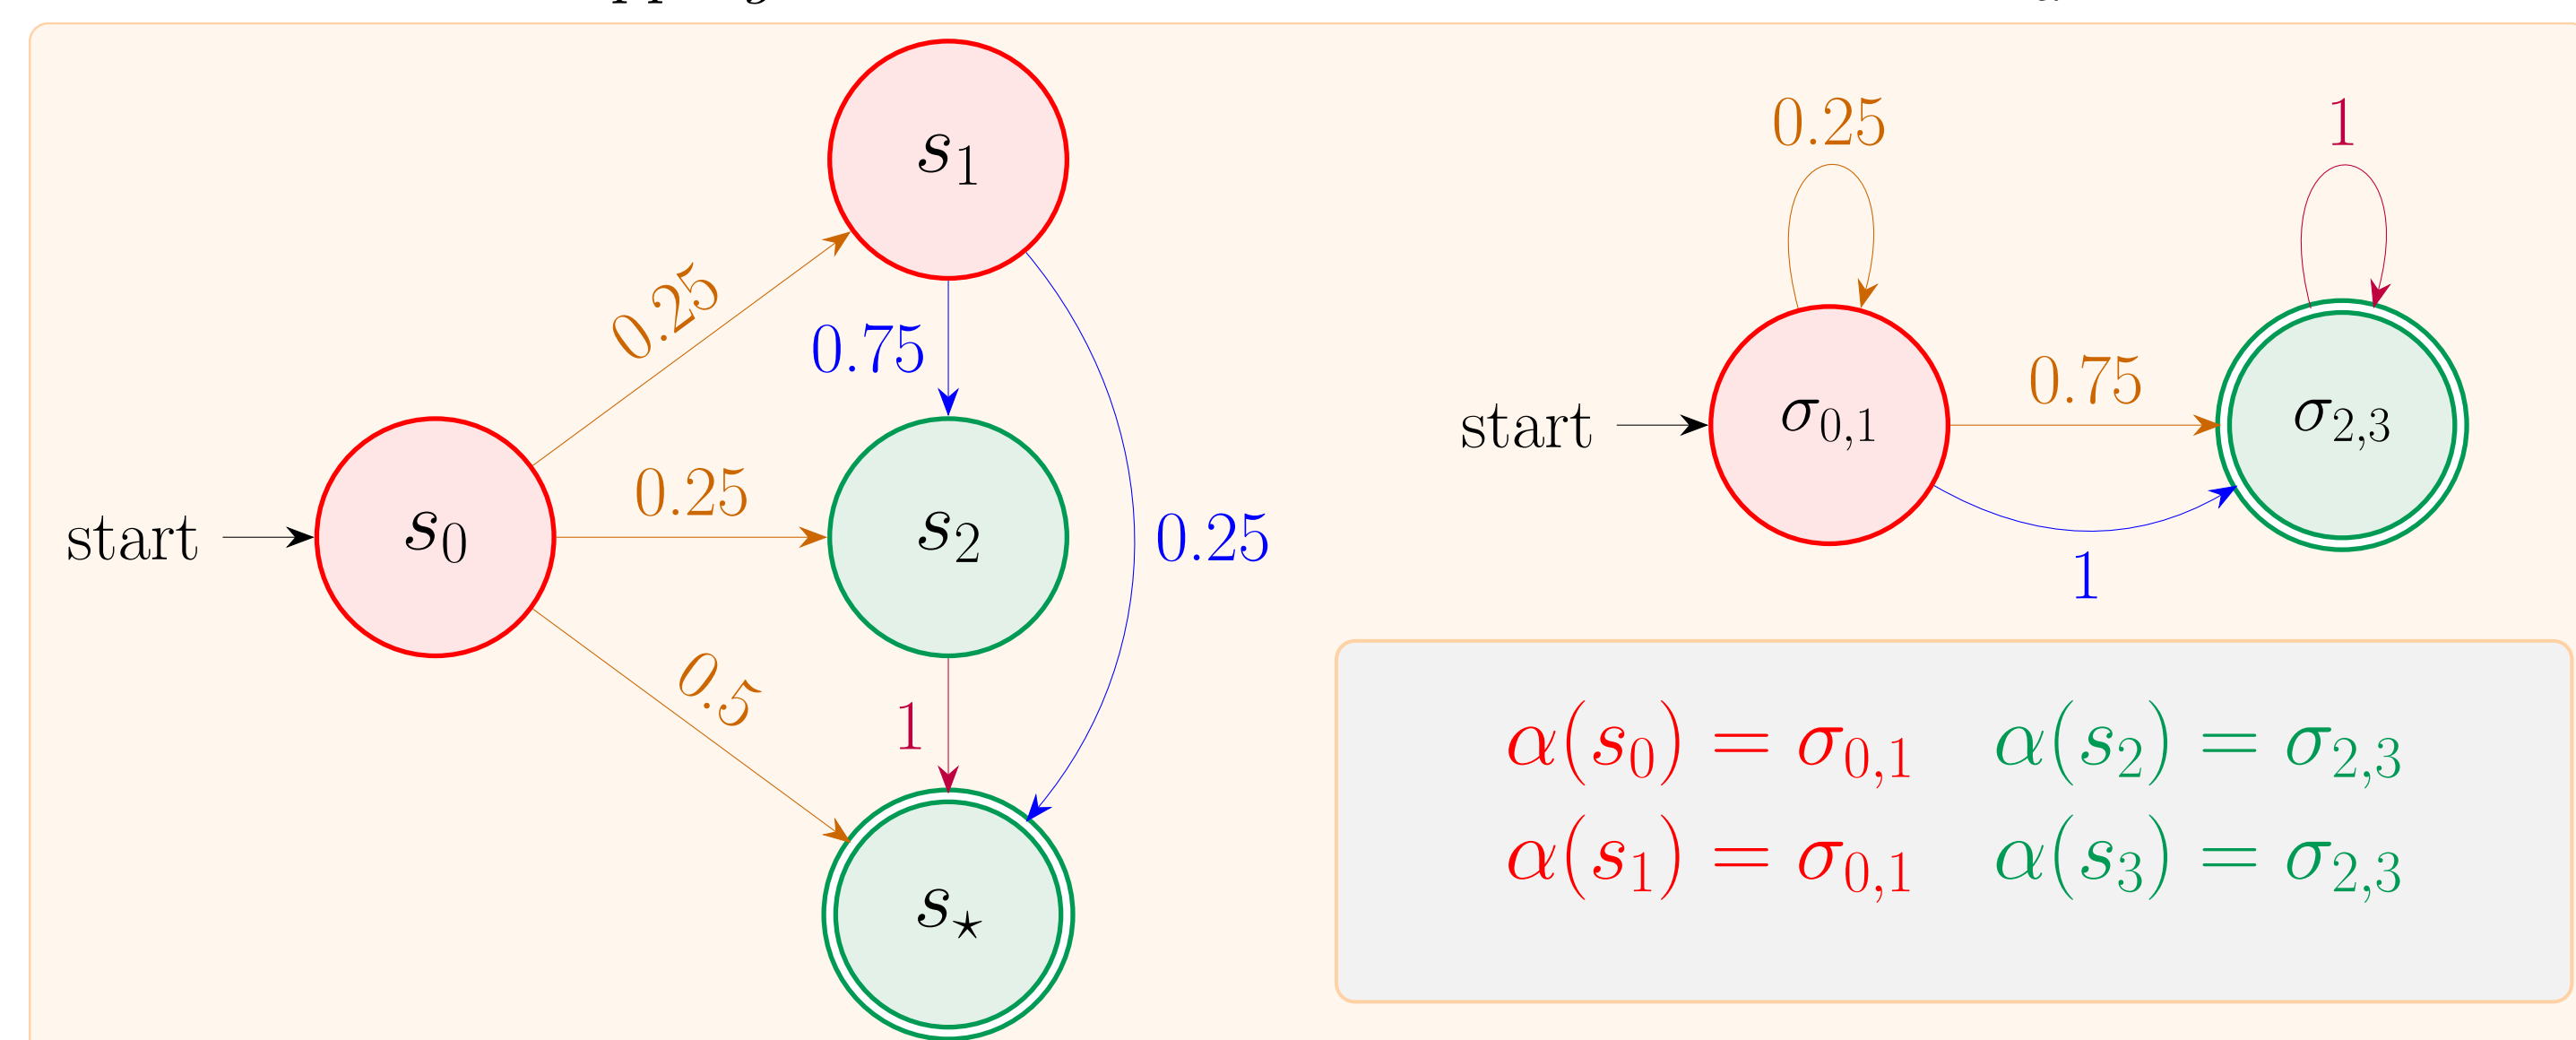 s₁
0.25
0.75
start
s₀
0.25
s₂
0.25
0.5
1
s⋆
0.25
1
start
σ₀,₁
0.75
σ₂,₃
1
α(s₀) = σ₀,₁ α(s₂) = σ₂,₃
α(s₁) = σ₀,₁ α(s₃) = σ₂,₃